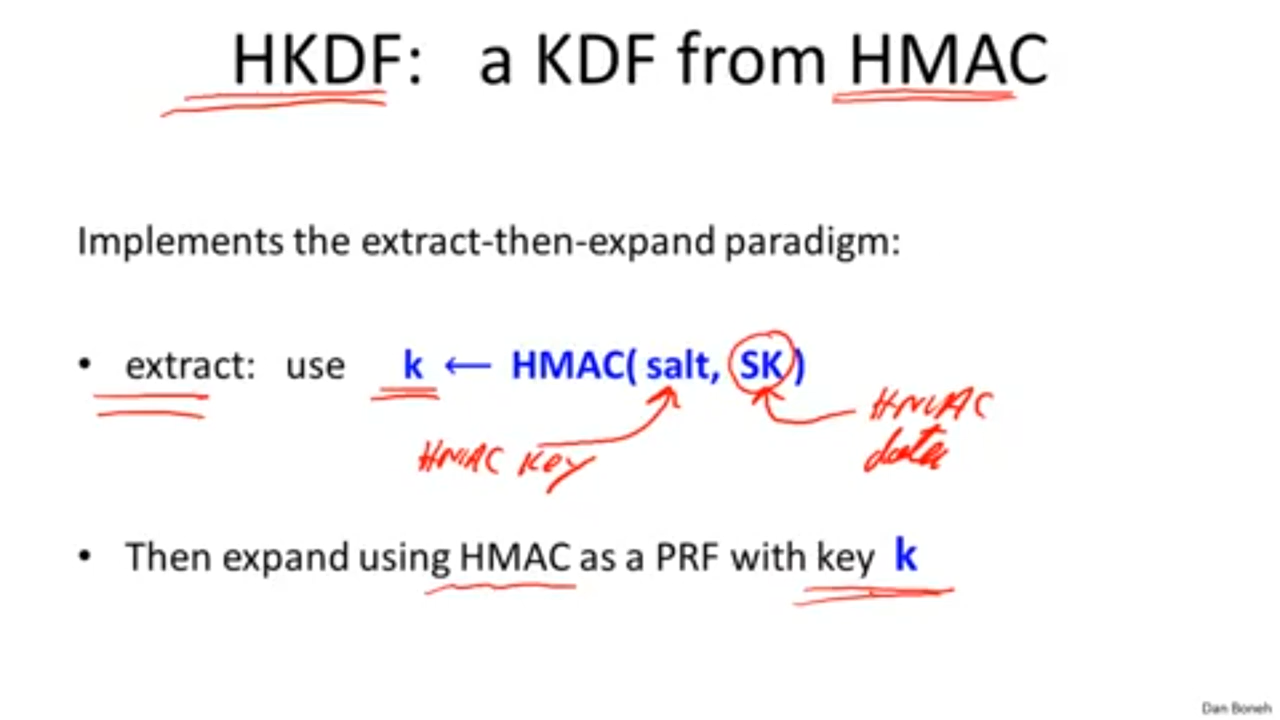 HKDF: a KDF from HMAC
Implements the extract-then-expand paradigm:
• extract: use k ← HMAC( salt, SK )
HMAC key
HMAC
data
• Then expand using HMAC as a PRF with key k
Dan Boneh